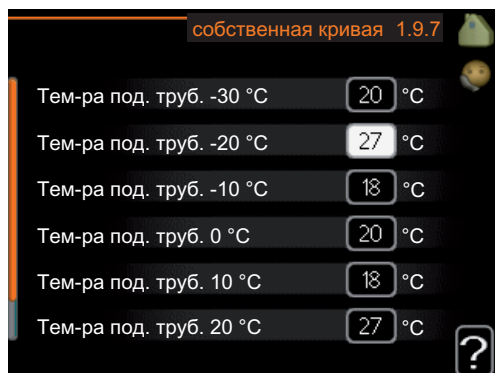 собственная кривая 1.9.7
Тем-ра под. труб. -30 °C 20 °C
Тем-ра под. труб. -20 °C 27 °C
Тем-ра под. труб. -10 °C 18 °C
Тем-ра под. труб. 0 °C 20 °C
Тем-ра под. труб. 10 °C 18 °C
Тем-ра под. труб. 20 °C 27 °C
?